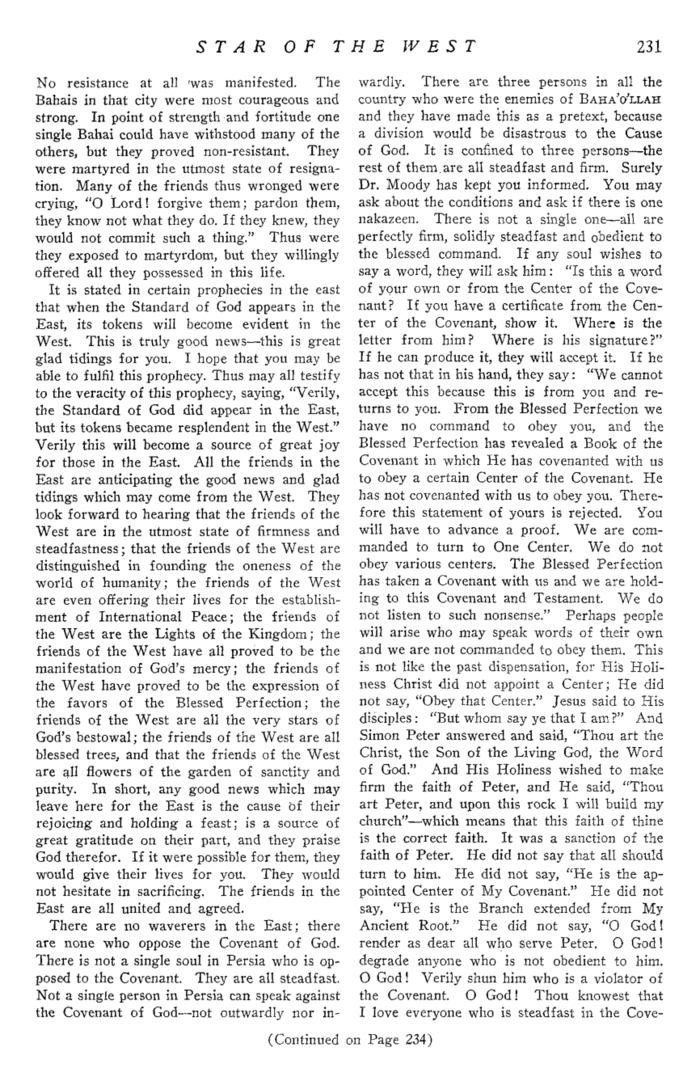 STAR OF THE WEST 231
No resistance at all was manifested. The
Bahais in that city were most courageous and
strong. In point of strength and fortitude one
single Bahai could have withstood many of the
others, but they proved non-resistant. They
were martyred in the utmost state of resigna-
tion. Many of the friends thus wronged were
crying, "O Lord! forgive them; pardon them,
they know not what they do. If they knew, they
would not commit such a thing." Thus were
they exposed to martyrdom, but they willingly
offered all they possessed in this life.
It is stated in certain prophecies in the east
that when the Standard of God appears in the
East, its tokens will become evident in the
West. This is truly good news—this is great
glad tidings for you. I hope that you may be
able to fulfil this prophecy. Thus may all testify
to the veracity of this prophecy, saying, "Verily,
the Standard of God did appear in the East,
but its tokens became resplendent in the West."
Verily this will become a source of great joy
for those in the East. All the friends in the
East are anticipating the good news and glad
tidings which may come from the West. They
look forward to hearing that the friends of the
West are in the utmost state of firmness and
steadfastness; that the friends of the West are
distinguished in founding the oneness of the
world of humanity; the friends of the West
are even offering their lives for the establish-
ment of International Peace; the friends of
the West are the Lights of the Kingdom; the
friends of the West have all proved to be the
manifestation of God's mercy; the friends of
the West have proved to be the expression of
the favors of the Blessed Perfection; the
friends of the West are all the very stars of
God's bestowal; the friends of the West are all
blessed trees, and that the friends of the West
are all flowers of the garden of sanctity and
purity. In short, any good news which may
leave here for the East is the cause of their
rejoicing and holding a feast; is a source of
great gratitude on their part, and they praise
God therefor. If it were possible for them, they
would give their lives for you. They would
not hesitate in sacrificing. The friends in the
East are all united and agreed.
There are no waverers in the East; there
are none who oppose the Covenant of God.
There is not a single soul in Persia who is op-
posed to the Covenant. They are all steadfast.
Not a single person in Persia can speak against
the Covenant of God—not outwardly nor in-
wardly. There are three persons in all the
country who were the enemies of BAHA'O'LLAH
and they have made this as a pretext, because
a division would be disastrous to the Cause
of God. It is confined to three persons—the
rest of them are all steadfast and firm. Surely
Dr. Moody has kept you informed. You may
ask about the conditions and ask if there is one
nakazeen. There is not a single one—all are
perfectly firm, solidly steadfast and obedient to
the blessed command. If any soul wishes to
say a word, they will ask him: "Is this a word
of your own or from the Center of the Cove-
nant? If you have a certificate from the Cen-
ter of the Covenant, show it. Where is the
letter from him? Where is his signature?"
If he can produce it, they will accept it. If he
has not that in his hand, they say: "We cannot
accept this because this is from you and re-
turns to you. From the Blessed Perfection we
have no command to obey you, and the
Blessed Perfection has revealed a Book of the
Covenant in which He has covenanted with us
to obey a certain Center of the Covenant. He
has not covenanted with us to obey you. There-
fore this statement of yours is rejected. You
will have to advance a proof. We are com-
manded to turn to One Center. We do not
obey various centers. The Blessed Perfection
has taken a Covenant with us and we are hold-
ing to this Covenant and Testament. We do
not listen to such nonsense." Perhaps people
will arise who may speak words of their own
and we are not commanded to obey them. This
is not like the past dispensation, for His Holi-
ness Christ did not appoint a Center; He did
not say, "Obey that Center." Jesus said to His
disciples: "But whom say ye that I am?" And
Simon Peter answered and said, "Thou art the
Christ, the Son of the Living God, the Word
of God." And His Holiness wished to make
firm the faith of Peter, and He said, "Thou
art Peter, and upon this rock I will build my
church"—which means that this faith of thine
is the correct faith. It was a sanction of the
faith of Peter. He did not say that all should
turn to him. He did not say, "He is the ap-
pointed Center of My Covenant." He did not
say, "He is the Branch extended from My
Ancient Root." He did not say, "O God!
render as dear all who serve Peter. O God!
degrade anyone who is not obedient to him.
O God! Verily shun him who is a violator of
the Covenant. O God! Thou knowest that
I love everyone who is steadfast in the Cove-
(Continued on Page 234)